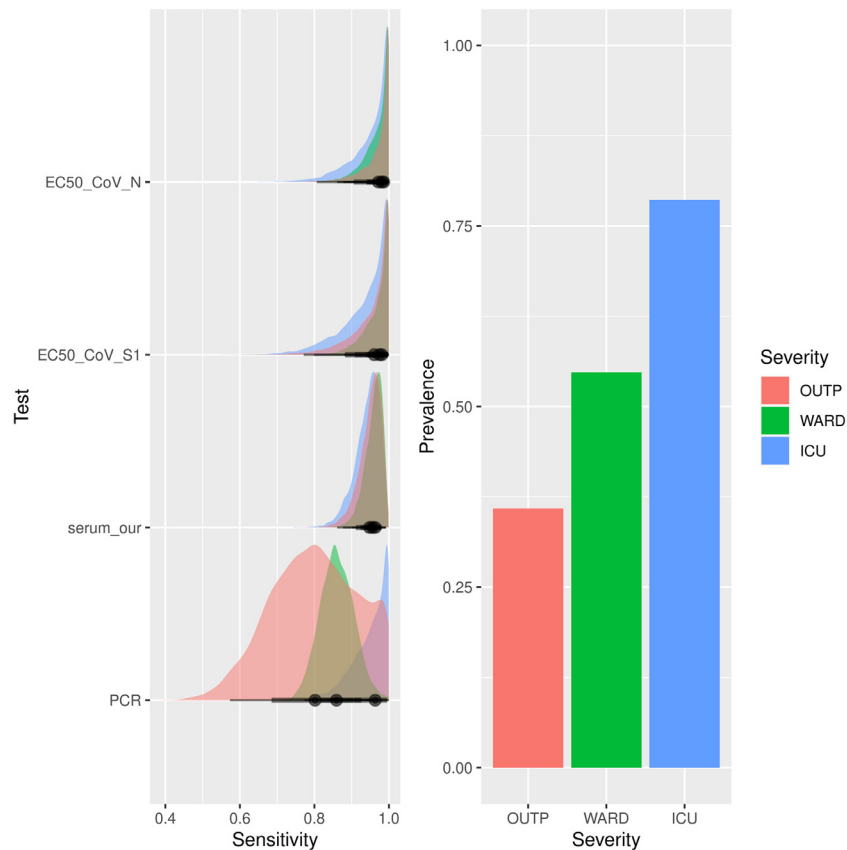 Test
EC50_CoV_N
EC50_CoV_S1
serum_our
PCR
0.4 0.6 0.8 1.0
Sensitivity
Prevalence
1.00
0.75
0.50
0.25
0.00
OUTP WARD ICU
Severity
Severity
OUTP
WARD
ICU